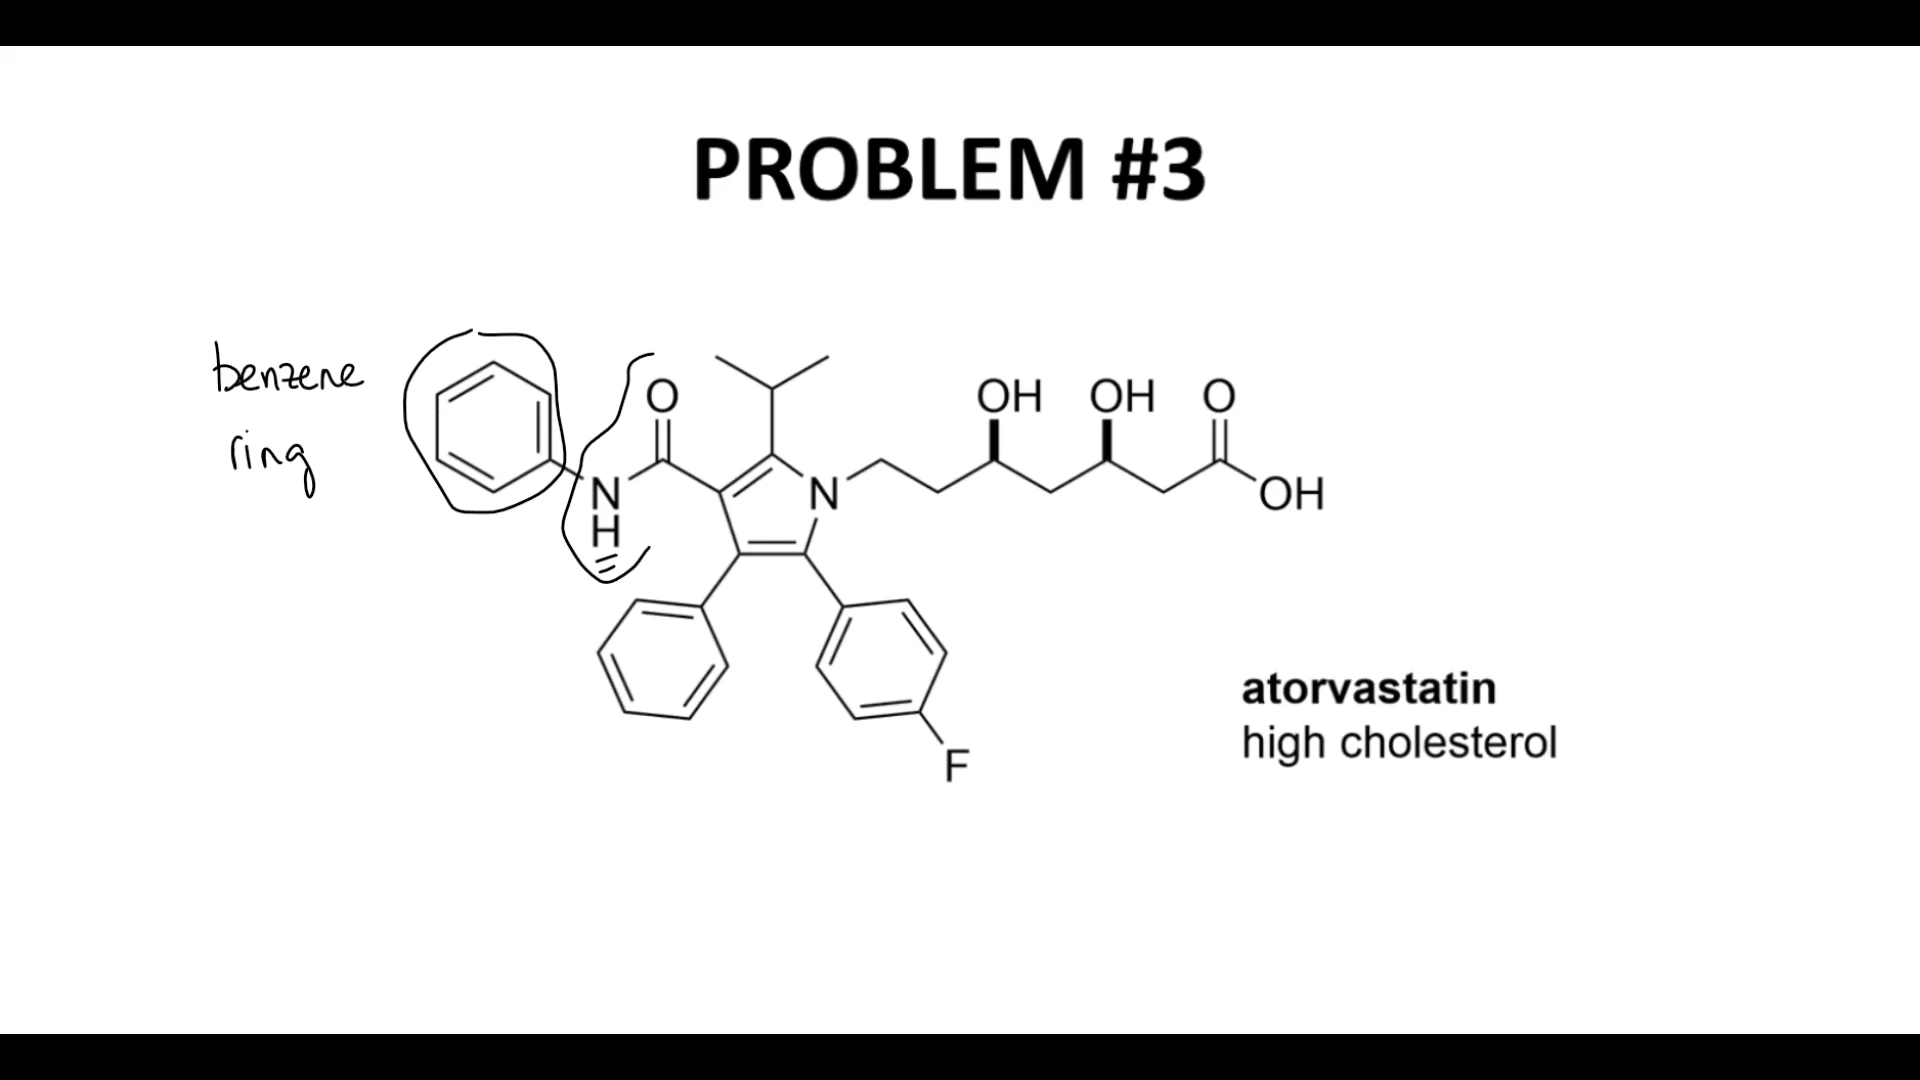 PROBLEM #3
benzene
ring
O
OH
OH
O
N
H
N
OH
F
atorvastatin
high cholesterol